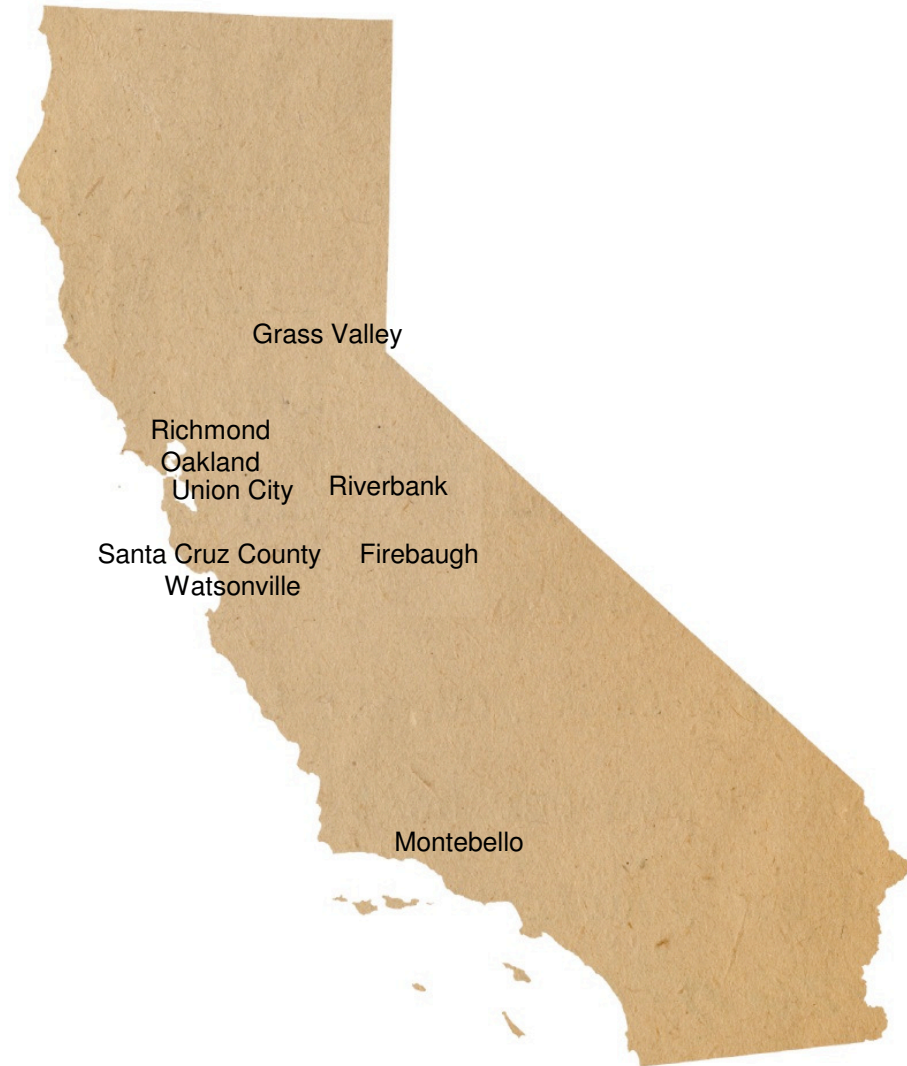 Grass Valley
Richmond
Oakland
Union City
Riverbank
Santa Cruz County
Firebaugh
Watsonville
Montebello